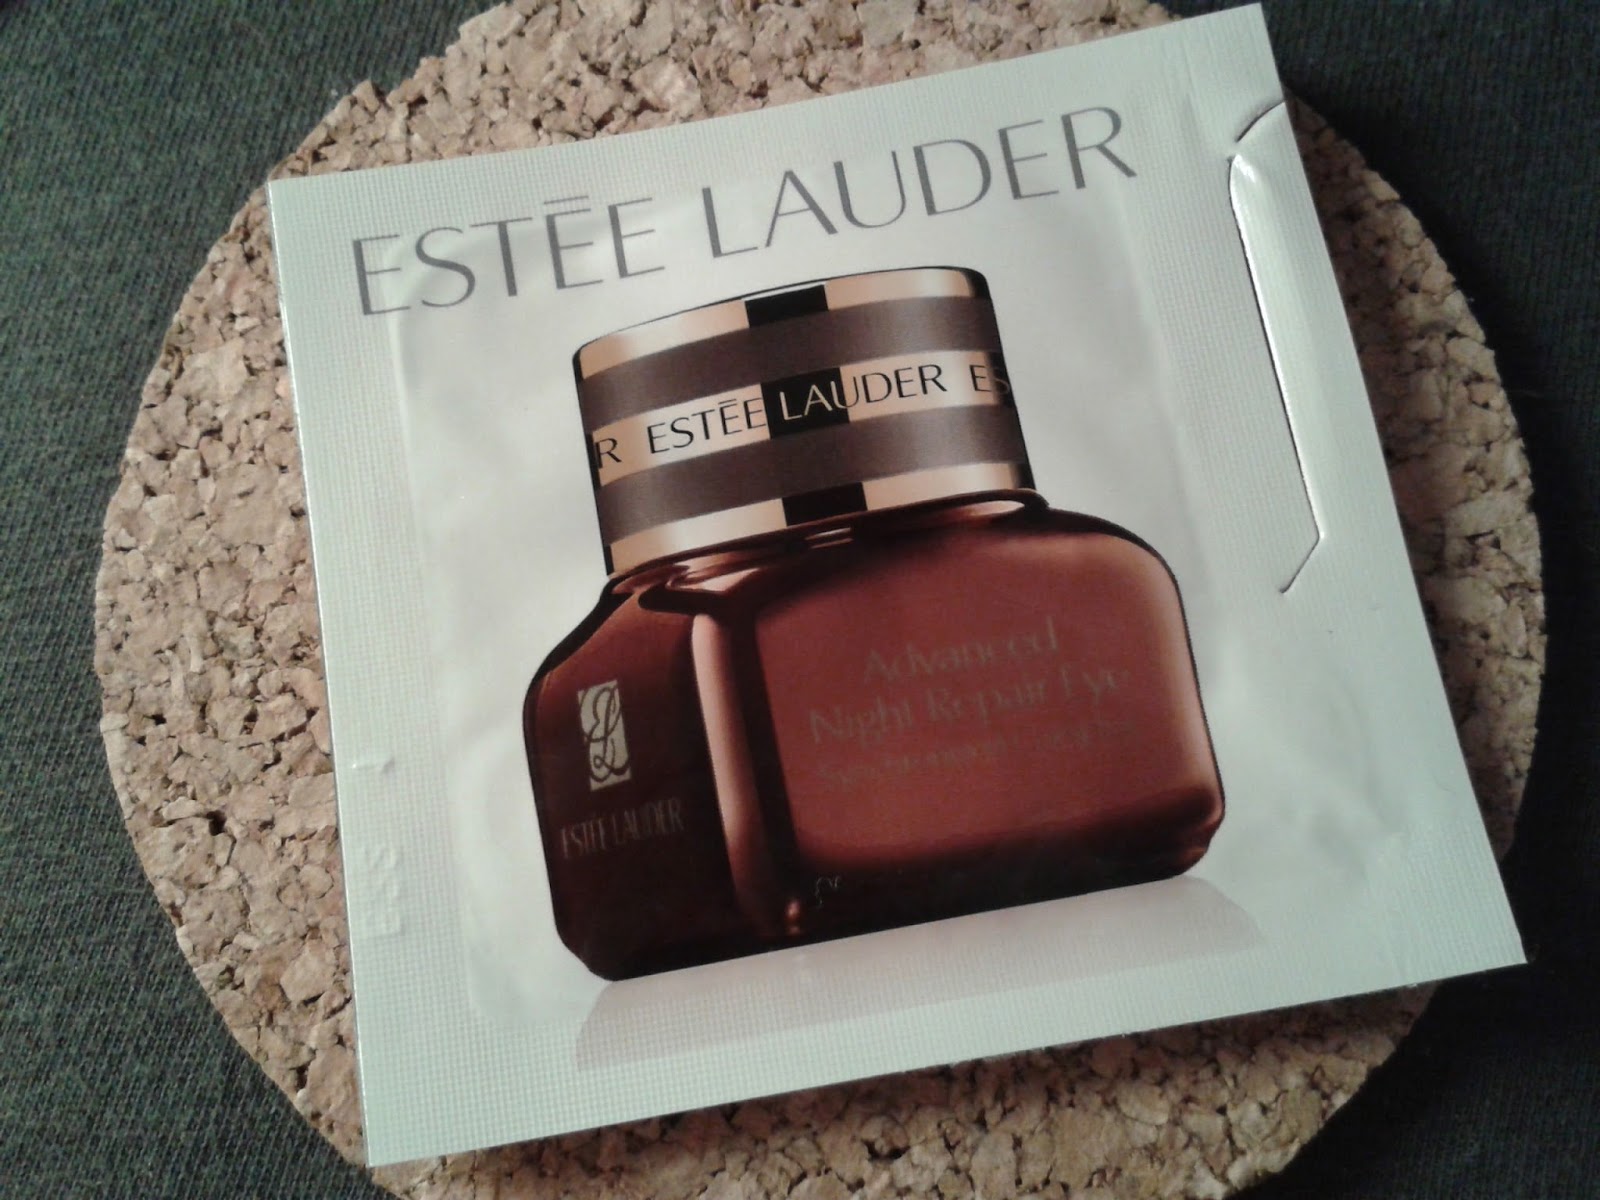 ESTĒE LAUDER
R ESTĒE LAUDER ES
Advanced
Night Repair Eye
ESTĒE LAUDER